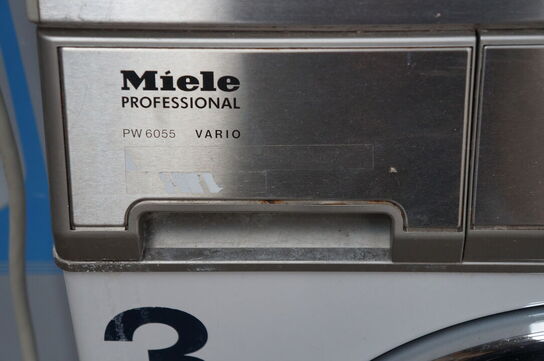 Miele
PROFESSIONAL
PW 6055 VARIO
3